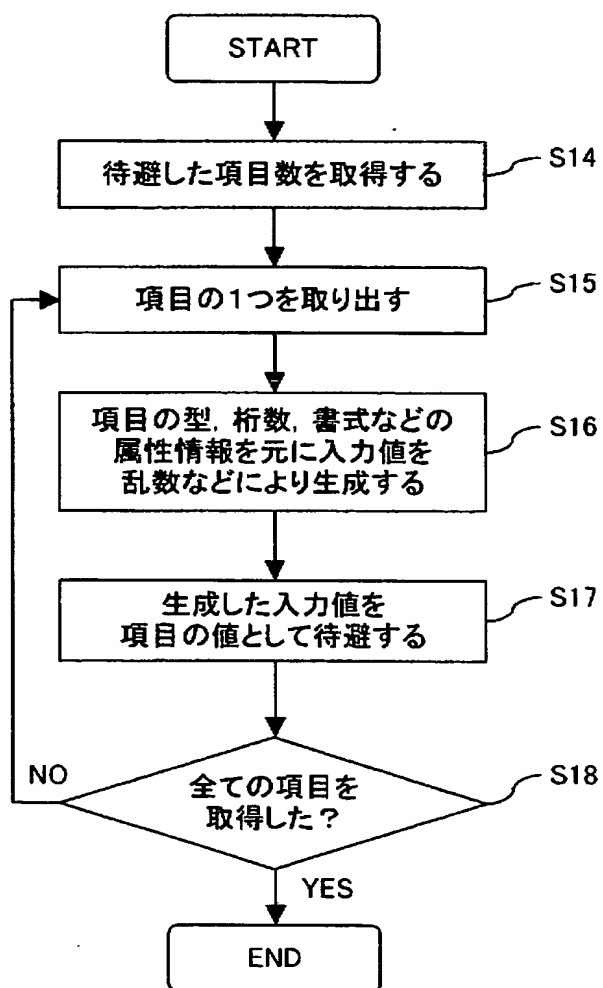 START
待避した項目数を取得する
S14
項目の1つを取り出す
S15
項目の型, 桁数, 書式などの
属性情報を元に入力値を
乱数などにより生成する
S16
生成した入力値を
項目の値として待避する
S17
全ての項目を
取得した?
S18
NO
YES
END